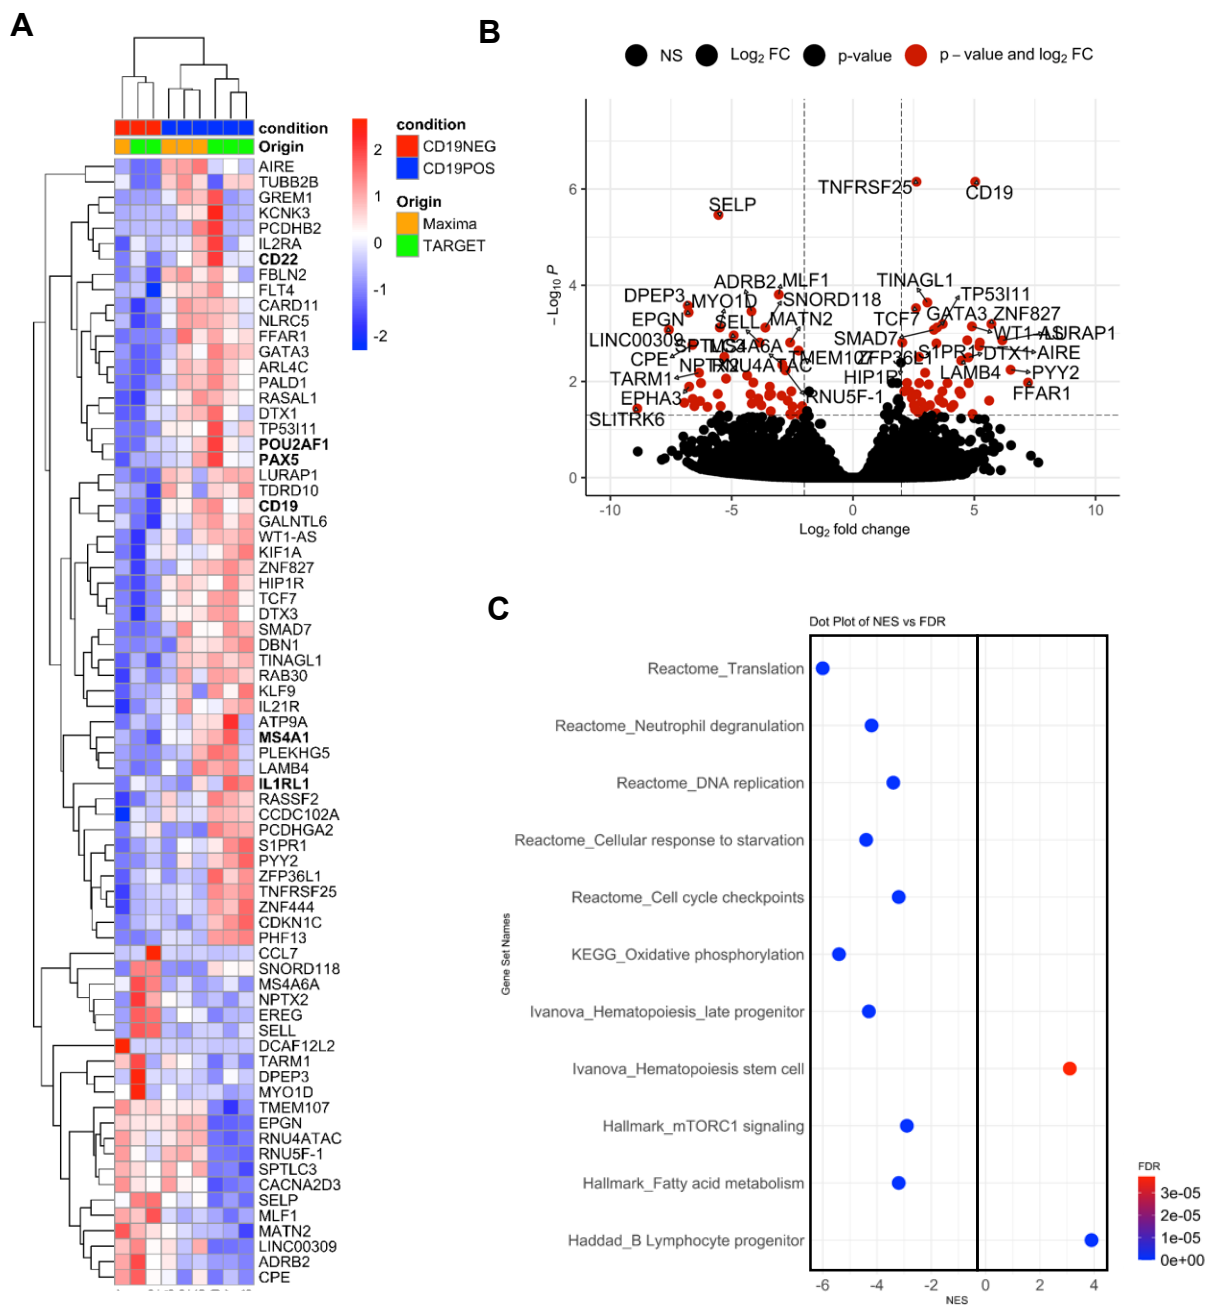 A
condition
Origin
AIRE
TUBB2B
GREM1
KCNK3
PCDHB2
IL2RA
CD22
FBLN2
FLT4
CARD11
NLRC5
FFAR1
GATA3
ARL4C
PALD1
RASAL1
DTX1
TP53I11
POU2AF1
PAX5
LURAP1
TDRD10
CD19
GALNTL6
WT1-AS
KIF1A
ZNF827
HIP1R
TCF7
DTX3
SMAD7
DBN1
TINAGL1
RAB30
KLF9
IL21R
ATP9A
MS4A1
PLEKHG5
LAMB4
IL1RL1
RASSF2
CCDC102A
PCDHGA2
S1PR1
PYY2
ZFP36L1
TNFRSF25
ZNF444
CDKN1C
PHF13
CCL7
SNORD118
MS4A6A
NPTX2
EREG
SELL
DCAF12L2
TARM1
DPEP3
MYO1D
TMEM107
EPGN
RNU4ATAC
RNU5F-1
SPTLC3
CACNA2D3
SELP
MLF1
MATN2
LINC00309
ADRB2
CPE
2
1
0
-1
-2
condition
CD19NEG
CD19POS
Origin
Maxima
TARGET
B
NS Log2 FC p-value p – value and log2 FC
– Log10 P
6
4
2
0
TNFRSF25
CD19
SELP
ADRB2 MLF1
TINAGL1
DPEP3 MYO1D
SNORD118
TP53I11
EPGN
SELL MATN2
TCF7 GATA3 ZNF827
LINC00309
SMAD7
WT1-AS
LURAP1
CPE
SPTLC3
MS4A6A
TMEM107
ZFP36L1
S1PR1 DTX1 AIRE
TARM1
NPTX2
RNU4ATAC
HIP1R
LAMB4 PYY2
EPHA3
RNU5F-1
FFAR1
SLITRK6
-10 -5 0 5 10
Log2 fold change
C
Dot Plot of NES vs FDR
Gene Set Names
Reactome_Translation
Reactome_Neutrophil degranulation
Reactome_DNA replication
Reactome_Cellular response to starvation
Reactome_Cell cycle checkpoints
KEGG_Oxidative phosphorylation
Ivanova_Hematopoiesis_late progenitor
Ivanova_Hematopoiesis stem cell
Hallmark_mTORC1 signaling
Hallmark_Fatty acid metabolism
Haddad_B Lymphocyte progenitor
-6 -4 -2 0 2 4
NES
FDR
3e-05
2e-05
1e-05
0e+00